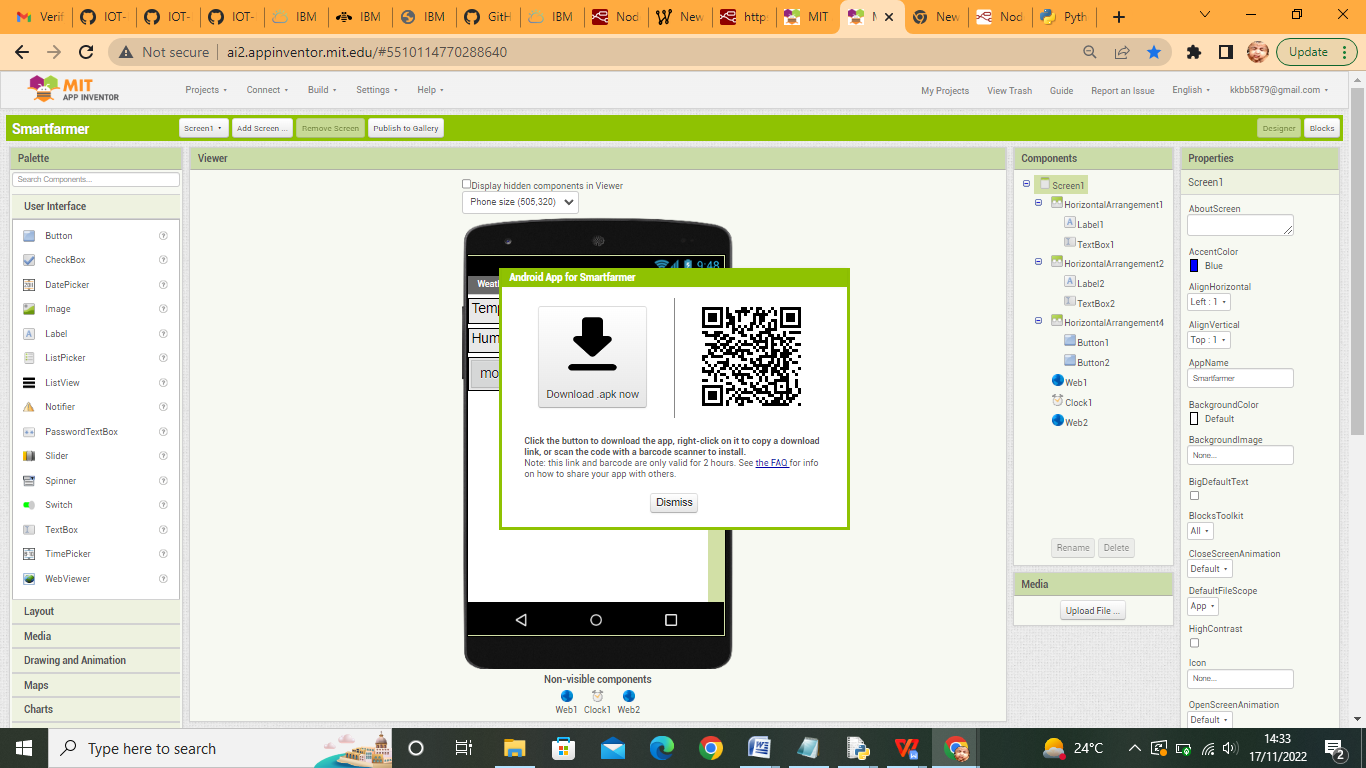 Verif
IOT-
IOT-
IOT-
IBM
IBM
IBM
GitH
IBM
Nod
New
http
MIT
New
Nod
Pyth
Not secure
ai2.appinventor.mit.edu/#5510114770288640
Update
MIT
APP INVENTOR
Projects
Connect
Build
Settings
Help
My Projects
View Trash
Guide
Report an Issue
English
kkbb5879@gmail.com
Smartfarmer
Screen1
Add Screen ...
Remove Screen
Publish to Gallery
Designer
Blocks
Palette
Search Components...
User Interface
Button
CheckBox
DatePicker
Image
Label
ListPicker
ListView
Notifier
PasswordTextBox
Slider
Spinner
Switch
TextBox
TimePicker
WebViewer
Layout
Media
Drawing and Animation
Maps
Charts
Viewer
Display hidden components in Viewer
Phone size (505,320)
9:48
Weath
Temp
Hum
mo
Android App for Smartfarmer
Download .apk now
Click the button to download the app, right-click on it to copy a download
link, or scan the code with a barcode scanner to install.
Note: this link and barcode are only valid for 2 hours. See the FAQ for info
on how to share your app with others.
Dismiss
Non-visible components
Web1
Clock1
Web2
Components
Screen1
HorizontalArrangement1
Label1
TextBox1
HorizontalArrangement2
Label2
TextBox2
HorizontalArrangement4
Button1
Button2
Web1
Clock1
Web2
Rename
Delete
Media
Upload File ...
Properties
Screen1
AboutScreen
AccentColor
Blue
AlignHorizontal
Left : 1
AlignVertical
Top : 1
AppName
Smartfarmer
BackgroundColor
Default
BackgroundImage
None...
BigDefaultText
BlocksToolkit
All
CloseScreenAnimation
Default
DefaultFileScope
App
HighContrast
Icon
None...
OpenScreenAnimation
Default
Type here to search
24°C
14:33
17/11/2022
2